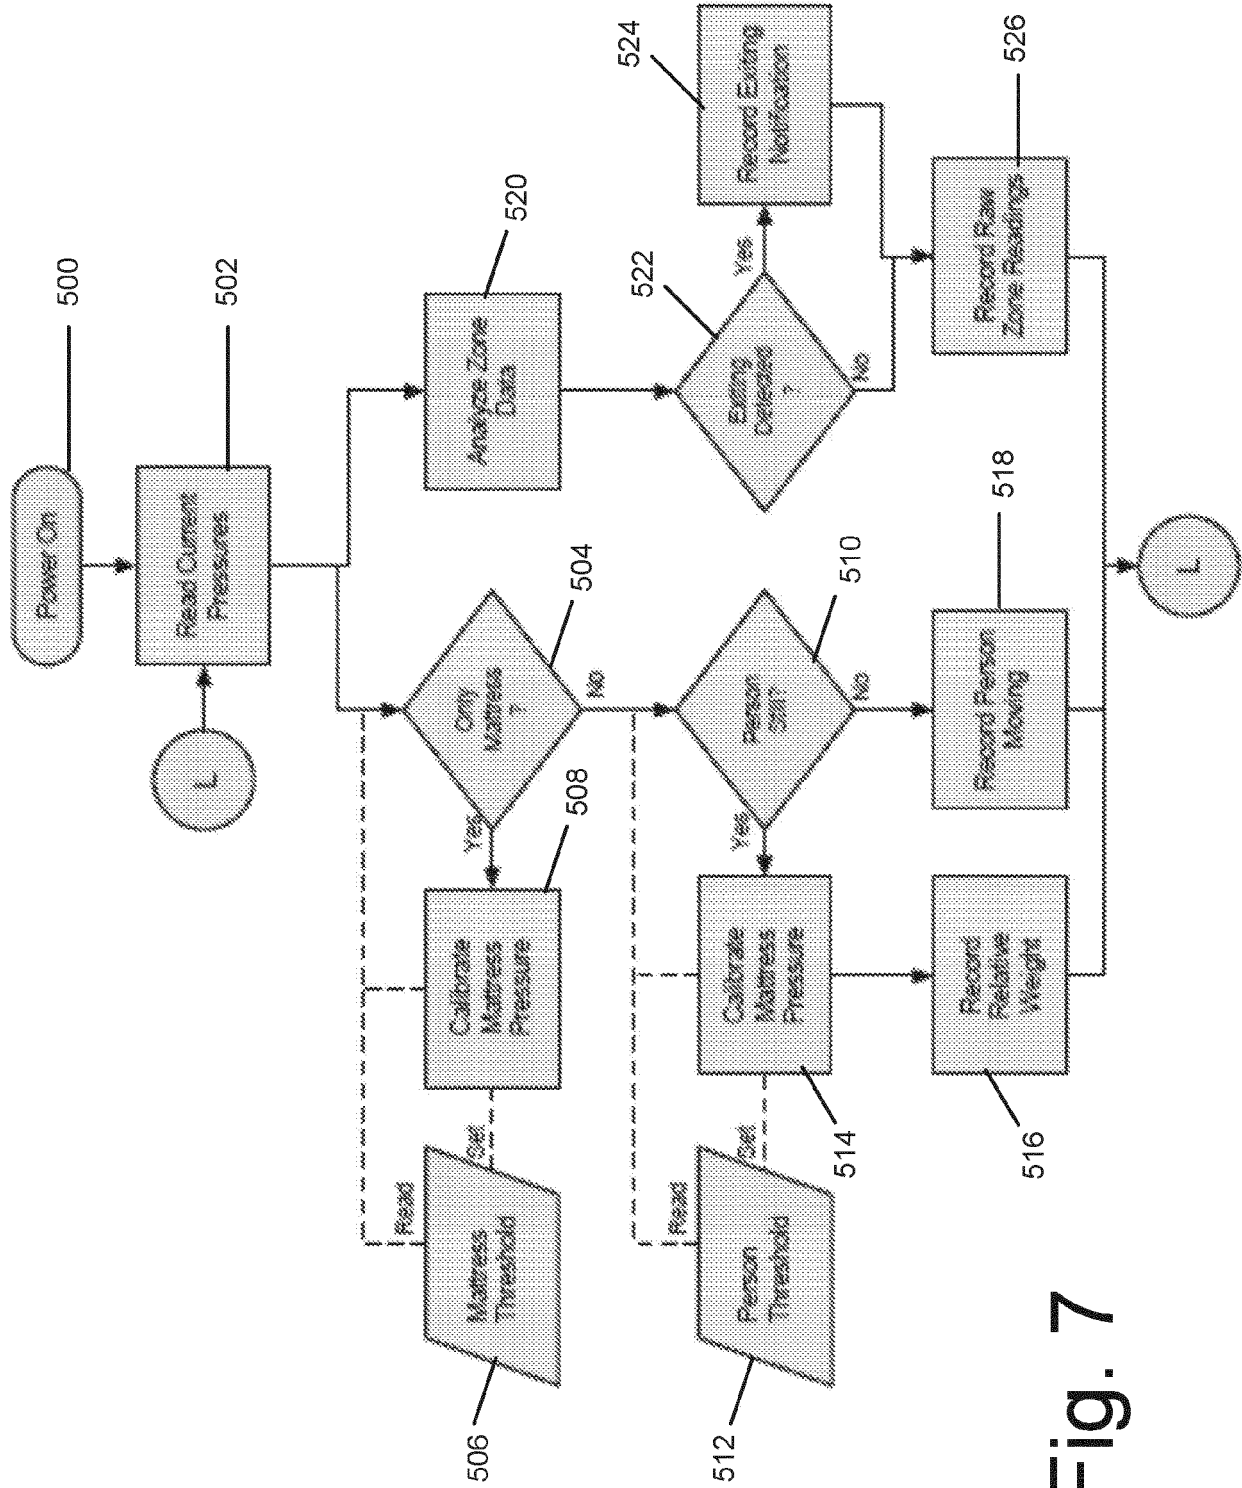 500
Power On
502
Read Current
Pressures
L
504
Only
Mattress
?
Yes
No
508
Calibrate
Mattress
Pressure
Set
Read
Mattress
Threshold
506
510
Person
Still?
Yes
No
514
Calibrate
Mattress
Pressure
Set
Read
Person
Threshold
512
516
Record
Relative
Weight
518
Record Person
Moving
520
Analyze Zone
Data
522
Exiting
Detected
?
Yes
No
524
Record Exiting
Notification
526
Record Raw
Zone Readings
L
Fig. 7